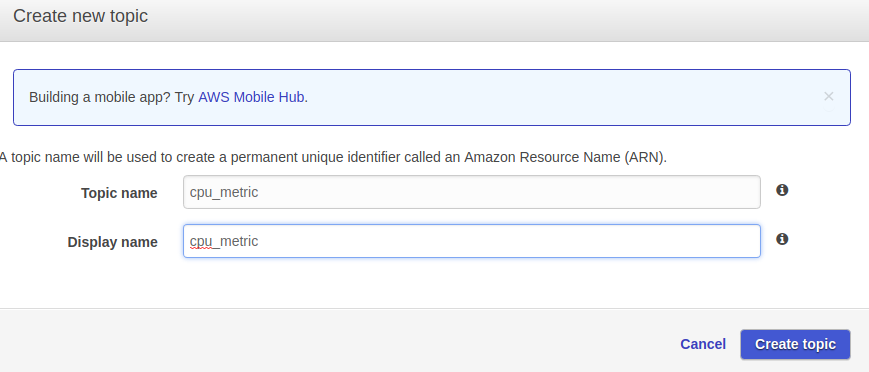 Create new topic
Building a mobile app? Try AWS Mobile Hub.
A topic name will be used to create a permanent unique identifier called an Amazon Resource Name (ARN).
Topic name cpu_metric
Display name cpu_metric
Cancel Create topic